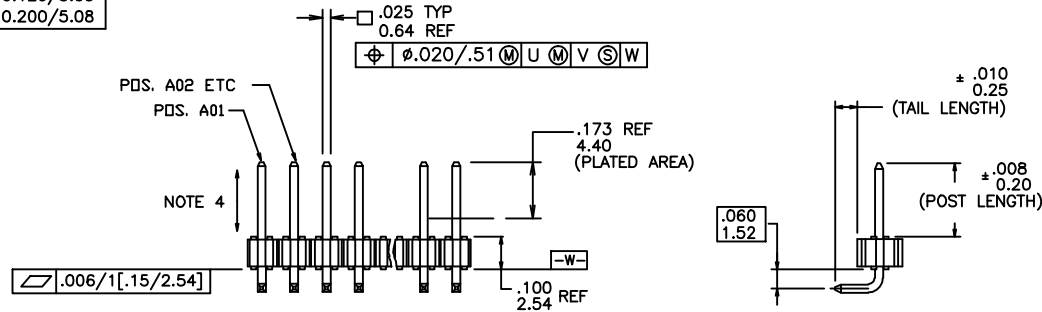 0.200/5.08
.025 TYP
0.64 REF
⌖ ø.020/.51 Ⓜ U Ⓜ V Ⓢ W
POS. A02 ETC
POS. A01
± .010
0.25
(TAIL LENGTH)
.173 REF
4.40
(PLATED AREA)
±.008
0.20
(POST LENGTH)
NOTE 4
.060
1.52
-W-
.006/1[.15/2.54]
.100
2.54 REF